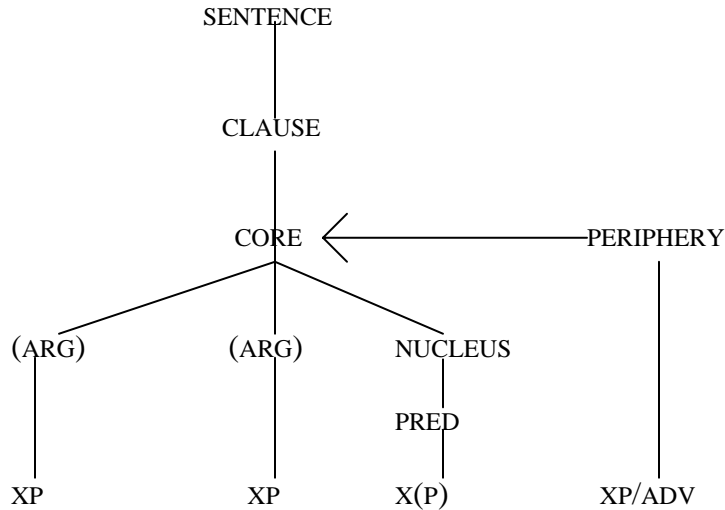 SENTENCE
CLAUSE
CORE PERIPHERY
(ARG) (ARG) NUCLEUS
PRED
XP XP X(P) XP/ADV